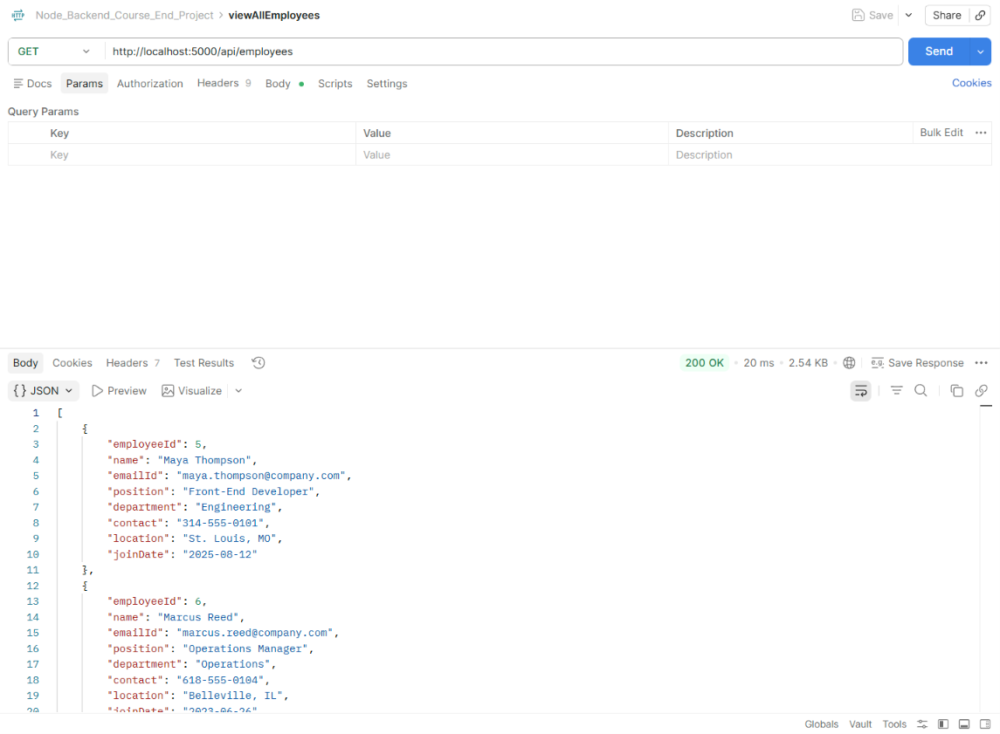 HTTP Node_Backend_Course_End_Project > viewAllEmployees Save Share
GET http://localhost:5000/api/employees Send
Docs Params Authorization Headers 9 Body Scripts Settings Cookies
Query Params
Key Value Description Bulk Edit
Key Value Description
Body Cookies Headers 7 Test Results 200 OK 20 ms 2.54 KB e.g. Save Response
{} JSON Preview Visualize
1 [
2 {
3 "employeeId": 5,
4 "name": "Maya Thompson",
5 "emailId": "maya.thompson@company.com",
6 "position": "Front-End Developer",
7 "department": "Engineering",
8 "contact": "314-555-0101",
9 "location": "St. Louis, MO",
10 "joinDate": "2025-08-12"
11 },
12 {
13 "employeeId": 6,
14 "name": "Marcus Reed",
15 "emailId": "marcus.reed@company.com",
16 "position": "Operations Manager",
17 "department": "Operations",
18 "contact": "618-555-0104",
19 "location": "Belleville, IL",
20 "joinDate": "2023-06-26"
Globals Vault Tools